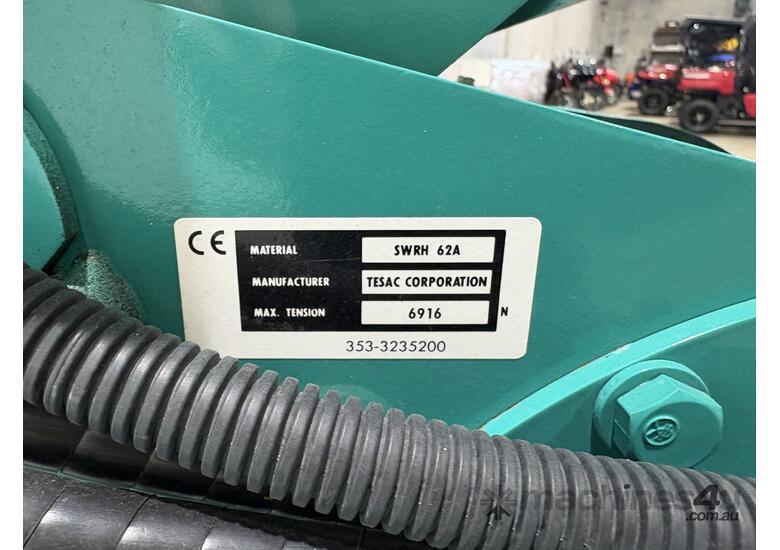 CE
MATERIAL SWRH 62A
MANUFACTURER TESAC CORPORATION
MAX. TENSION 6916 N
353-3235200
machines4u
.com.au